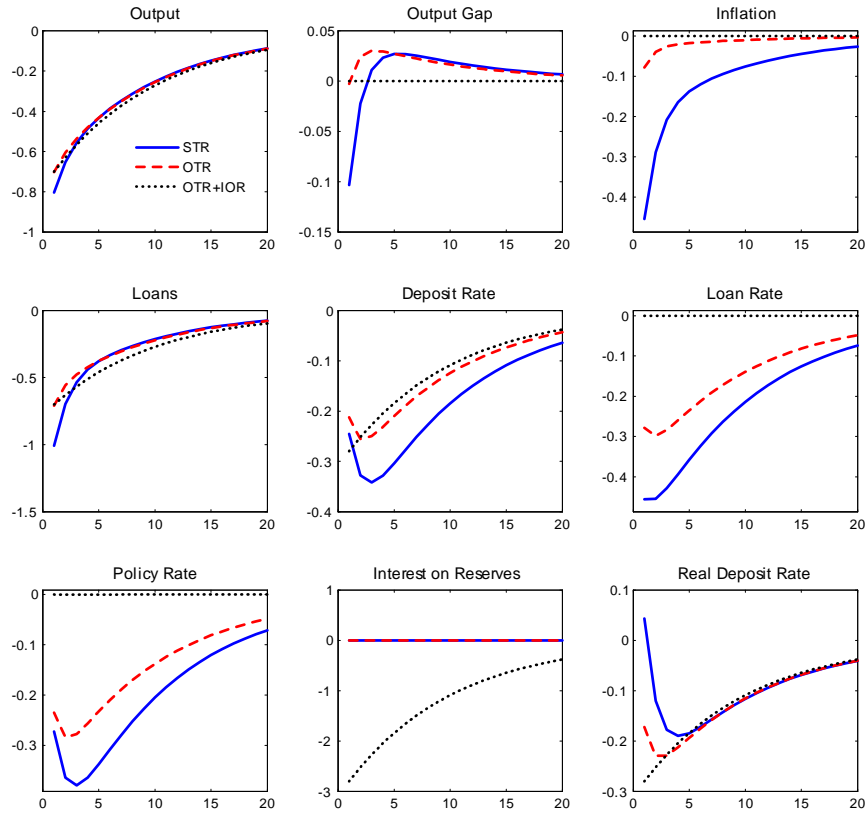 Output
Output Gap
Inflation
0
-0.2
-0.4
-0.6
-0.8
-1
0 5 10 15 20
STR
OTR
OTR+IOR
0.05
0
0.05
-0.1
-0.15
0 5 10 15 20
0
-0.1
-0.2
-0.3
-0.4
0 5 10 15 20
Loans
Deposit Rate
Loan Rate
0
-0.5
-1
-1.5
0 5 10 15 20
0
-0.1
-0.2
-0.3
-0.4
0 5 10 15 20
0
-0.1
-0.2
-0.3
-0.4
0 5 10 15 20
Policy Rate
Interest on Reserves
Real Deposit Rate
0
-0.1
-0.2
-0.3
0 5 10 15 20
1
0
-1
-2
-3
0 5 10 15 20
0.1
0
-0.1
-0.2
-0.3
0 5 10 15 20